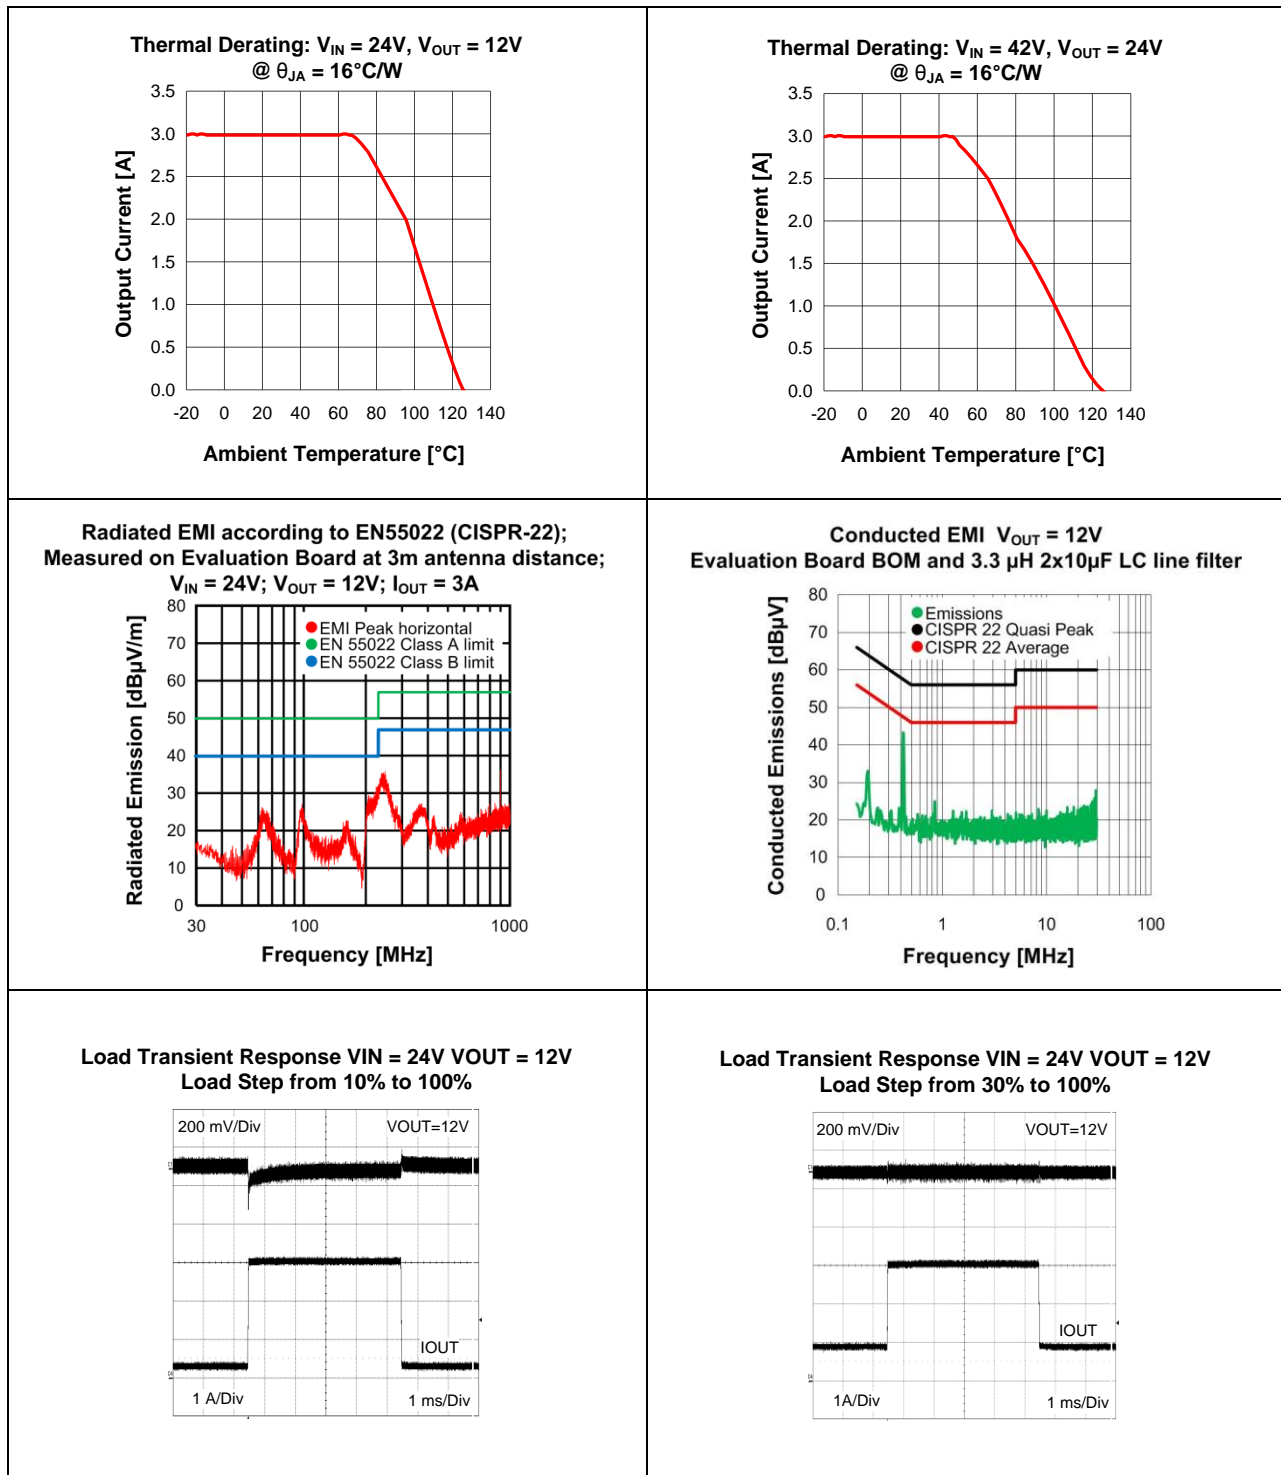 Thermal Derating: VIN = 24V, VOUT = 12V
@ θJA = 16°C/W
3.5
3.0
2.5
2.0
1.5
1.0
0.5
0.0
Output Current [A]
-20 0 20 40 60 80 100 120 140
Ambient Temperature [°C]
Thermal Derating: VIN = 42V, VOUT = 24V
@ θJA = 16°C/W
3.5
3.0
2.5
2.0
1.5
1.0
0.5
0.0
Output Current [A]
-20 0 20 40 60 80 100 120 140
Ambient Temperature [°C]
Radiated EMI according to EN55022 (CISPR-22);
Measured on Evaluation Board at 3m antenna distance;
VIN = 24V; VOUT = 12V; IOUT = 3A
80
70
60
50
40
30
20
10
0
Radiated Emission [dBµV/m]
EMI Peak horizontal
EN 55022 Class A limit
EN 55022 Class B limit
30 100 1000
Frequency [MHz]
Conducted EMI VOUT = 12V
Evaluation Board BOM and 3.3 µH 2x10µF LC line filter
80
70
60
50
40
30
20
10
0
Conducted Emissions [dBµV]
Emissions
CISPR 22 Quasi Peak
CISPR 22 Average
0.1 1 10 100
Frequency [MHz]
Load Transient Response VIN = 24V VOUT = 12V
Load Step from 10% to 100%
200 mV/Div VOUT=12V
IOUT
1 A/Div 1 ms/Div
Load Transient Response VIN = 24V VOUT = 12V
Load Step from 30% to 100%
200 mV/Div VOUT=12V
IOUT
1A/Div 1 ms/Div